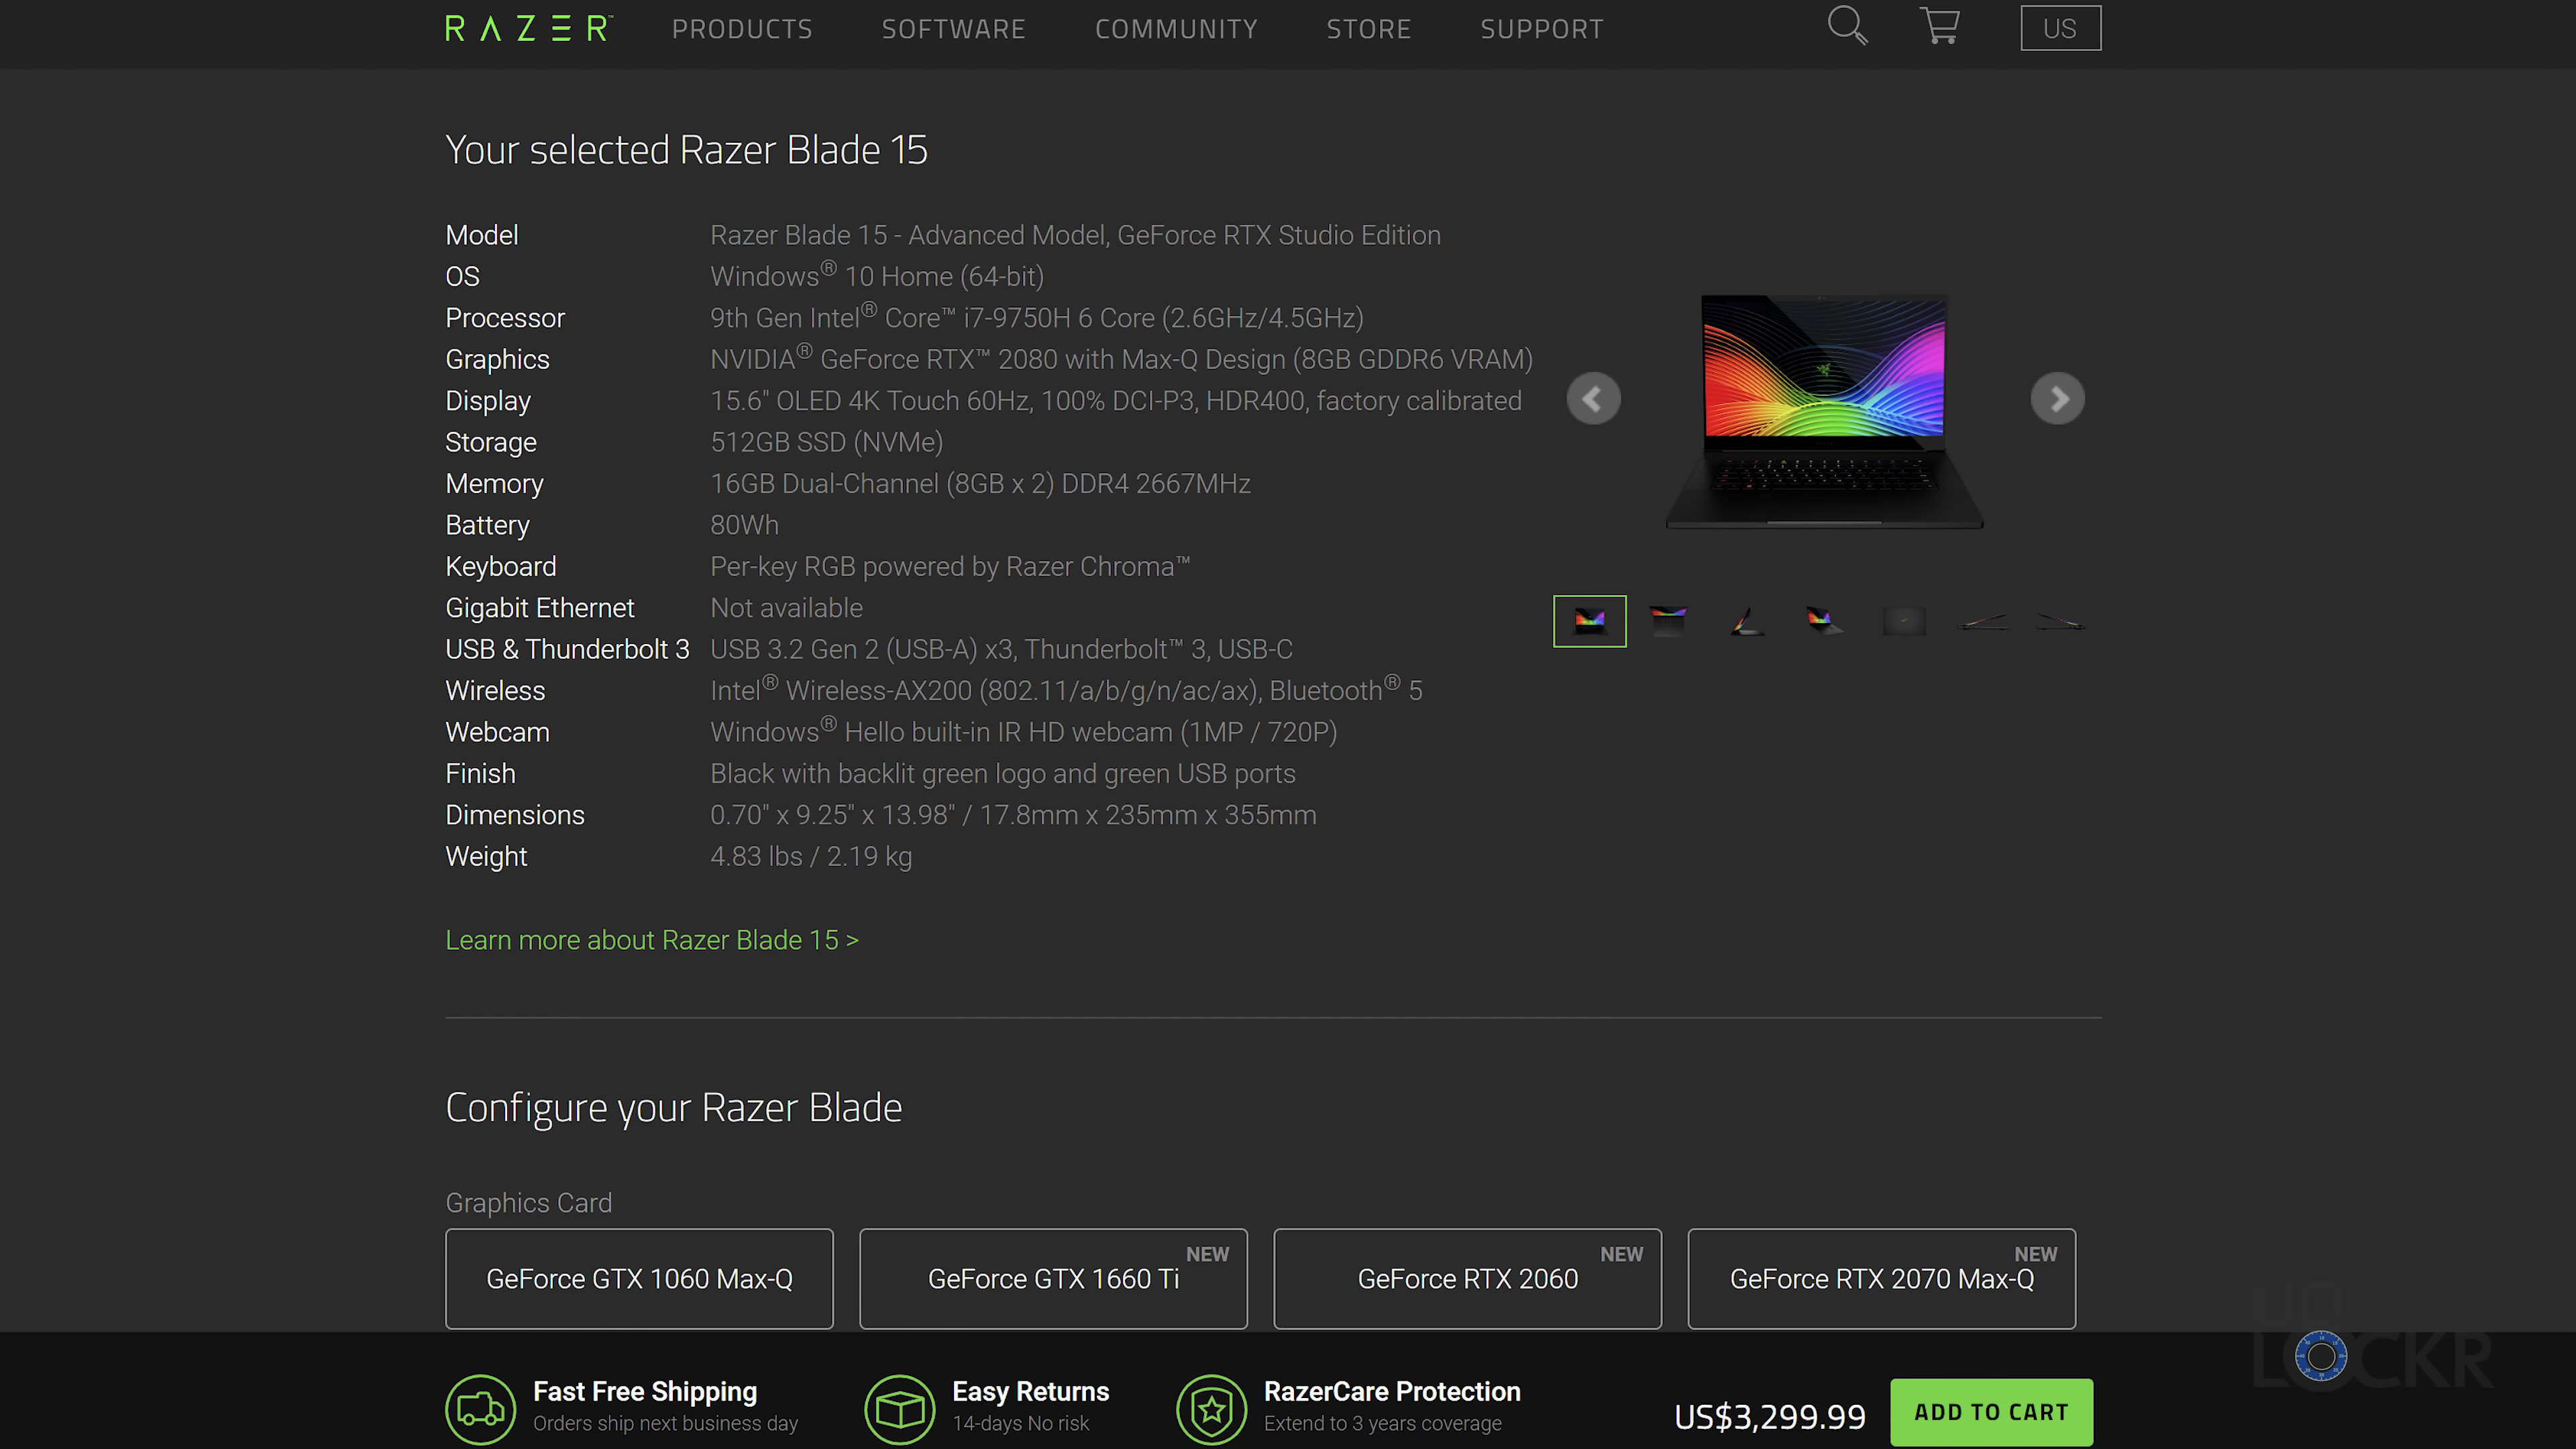 RAZER™ PRODUCTS SOFTWARE COMMUNITY STORE SUPPORT US
Your selected Razer Blade 15
Model Razer Blade 15 - Advanced Model, GeForce RTX Studio Edition
OS Windows® 10 Home (64-bit)
Processor 9th Gen Intel® Core™ i7-9750H 6 Core (2.6GHz/4.5GHz)
Graphics NVIDIA® GeForce RTX™ 2080 with Max-Q Design (8GB GDDR6 VRAM)
Display 15.6" OLED 4K Touch 60Hz, 100% DCI-P3, HDR400, factory calibrated
Storage 512GB SSD (NVMe)
Memory 16GB Dual-Channel (8GB x 2) DDR4 2667MHz
Battery 80Wh
Keyboard Per-key RGB powered by Razer Chroma™
Gigabit Ethernet Not available
USB & Thunderbolt 3 USB 3.2 Gen 2 (USB-A) x3, Thunderbolt™ 3, USB-C
Wireless Intel® Wireless-AX200 (802.11/a/b/g/n/ac/ax), Bluetooth® 5
Webcam Windows® Hello built-in IR HD webcam (1MP / 720P)
Finish Black with backlit green logo and green USB ports
Dimensions 0.70" x 9.25" x 13.98" / 17.8mm x 235mm x 355mm
Weight 4.83 lbs / 2.19 kg
Learn more about Razer Blade 15 >
Configure your Razer Blade
Graphics Card
GeForce GTX 1060 Max-Q
NEW
GeForce GTX 1660 Ti
NEW
GeForce RTX 2060
NEW
GeForce RTX 2070 Max-Q
Fast Free Shipping
Orders ship next business day
Easy Returns
14-days No risk
RazerCare Protection
Extend to 3 years coverage
US$3,299.99
ADD TO CART
UN
LOCKR